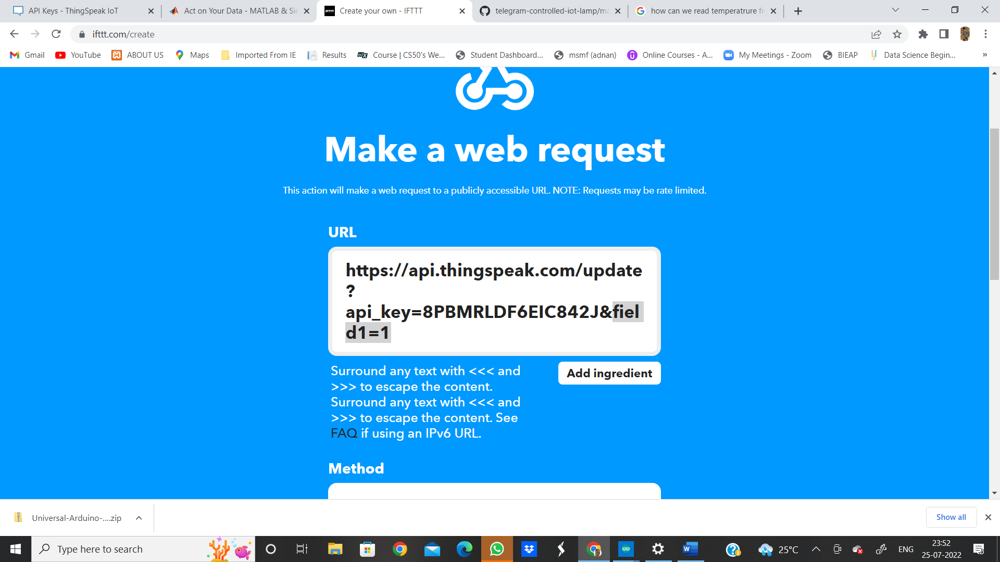 API Keys - ThingSpeak IoT
Act on Your Data - MATLAB & Sir
Create your own - IFTTT
telegram-controlled-iot-lamp/ma
how can we read temperatrure fr
ifttt.com/create
Gmail
YouTube
ABOUT US
Maps
Imported From IE
Results
edX
Course | CS50's We...
Student Dashboard...
msmf (adnan)
Online Courses - A...
My Meetings - Zoom
BIEAP
Data Science Begin...
»
Make a web request
This action will make a web request to a publicly accessible URL. NOTE: Requests may be rate limited.
URL
https://api.thingspeak.com/update
?
api_key=8PBMRLDF6EIC842J&fiel
d1=1
Surround any text with <<< and
>>> to escape the content.
Surround any text with <<< and
>>> to escape the content. See
FAQ if using an IPv6 URL.
Add ingredient
Method
Universal-Arduino-....zip
Show all
Type here to search
25°C
ENG
23:52
25-07-2022